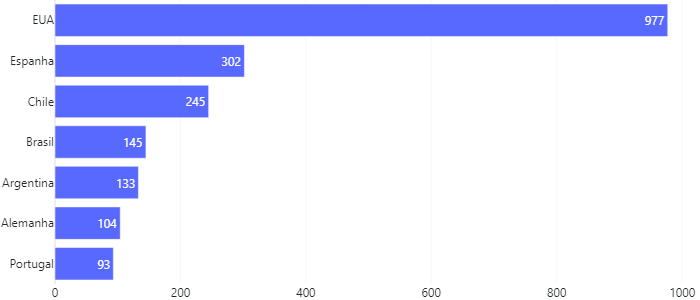 EUA 977
Espanha 302
Chile 245
Brasil 145
Argentina 133
Alemanha 104
Portugal 93
0 200 400 600 800 1000